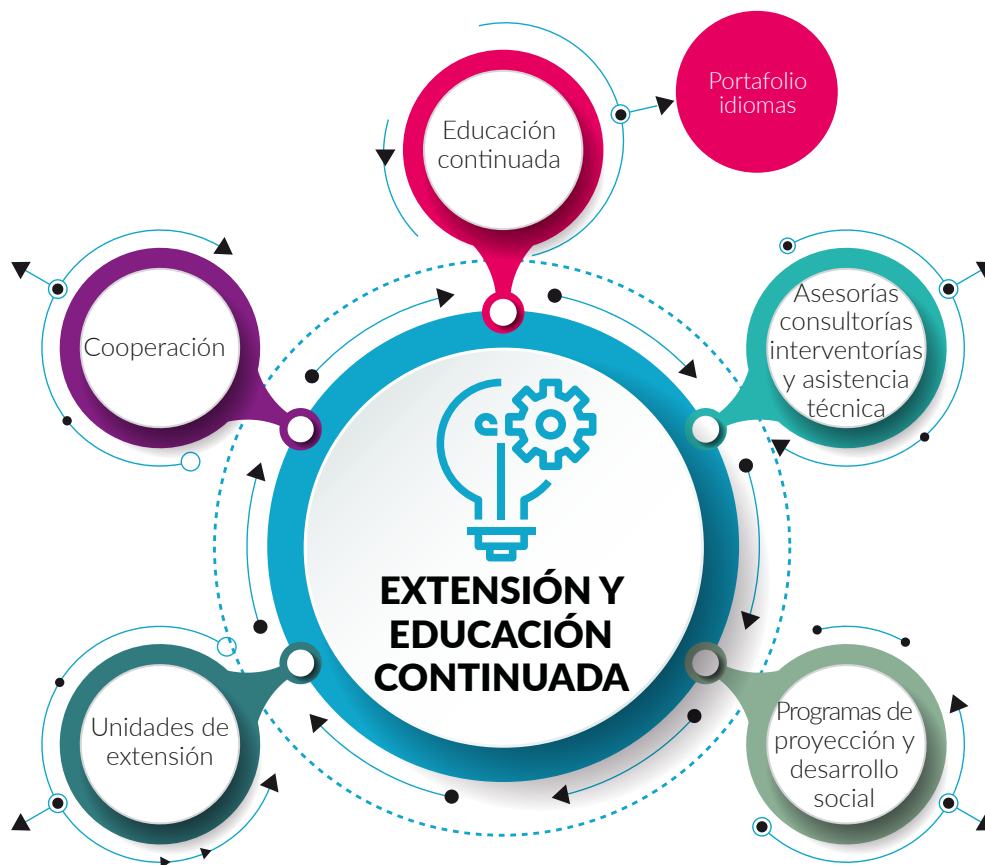 Portafolio
idiomas
Educación
continuada
Asesorías
consultorías
interventorías
y asistencia
técnica
Cooperación
EXTENSIÓN Y
EDUCACIÓN
CONTINUADA
Unidades de
extensión
Programas de
proyección y
desarrollo
social